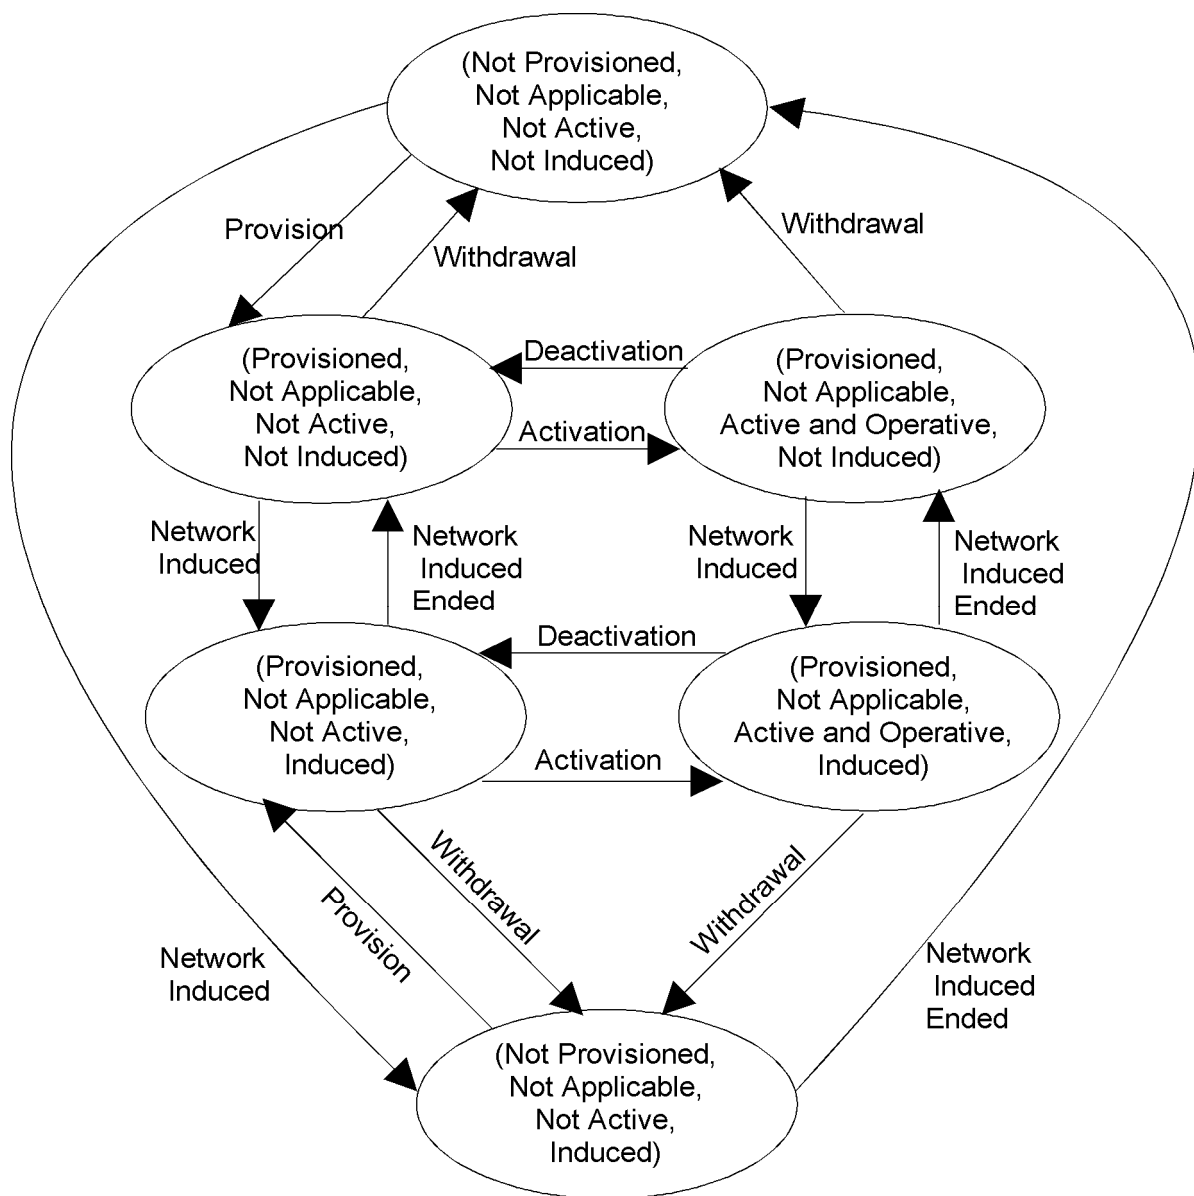 (Not Provisioned,
Not Applicable,
Not Active,
Not Induced)
Provision
Withdrawal
Withdrawal
(Provisioned,
Not Applicable,
Not Active,
Not Induced)
Deactivation
Activation
(Provisioned,
Not Applicable,
Active and Operative,
Not Induced)
Network
Induced
Network
Induced
Ended
Network
Induced
Network
Induced
Ended
(Provisioned,
Not Applicable,
Not Active,
Induced)
Deactivation
Activation
(Provisioned,
Not Applicable,
Active and Operative,
Induced)
Withdrawal
Provision
Withdrawal
Network
Induced
Network
Induced
Ended
(Not Provisioned,
Not Applicable,
Not Active,
Induced)